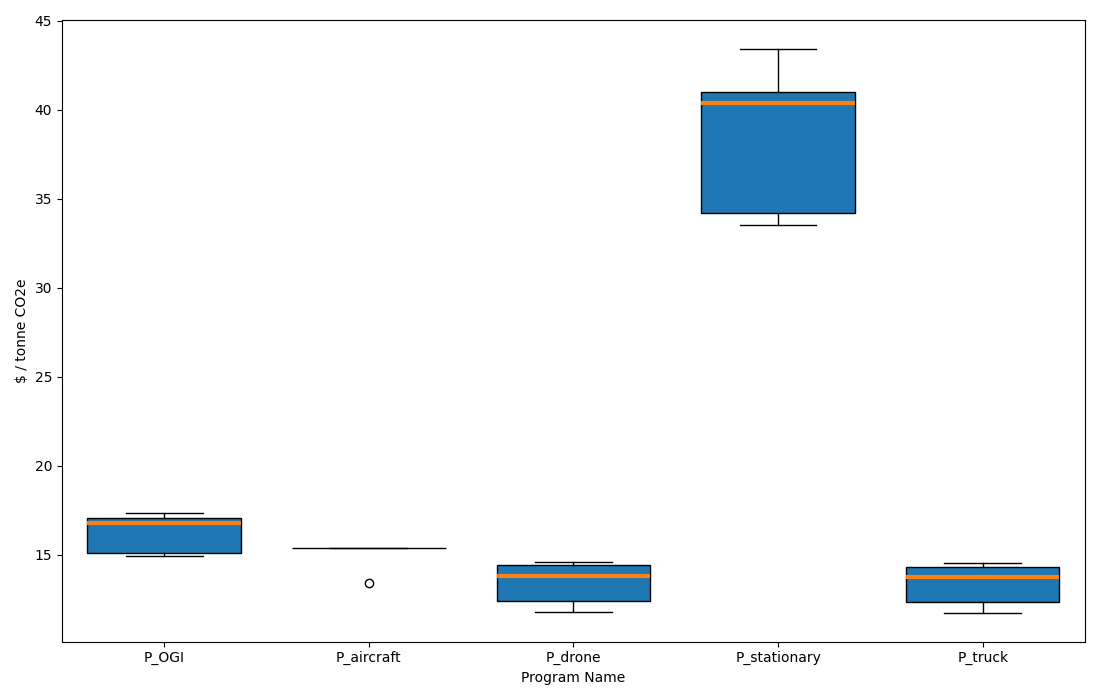 45
40
35
30
25
20
15
$ / tonne CO2e
P_OGI
P_aircraft
P_drone
P_stationary
P_truck
Program Name